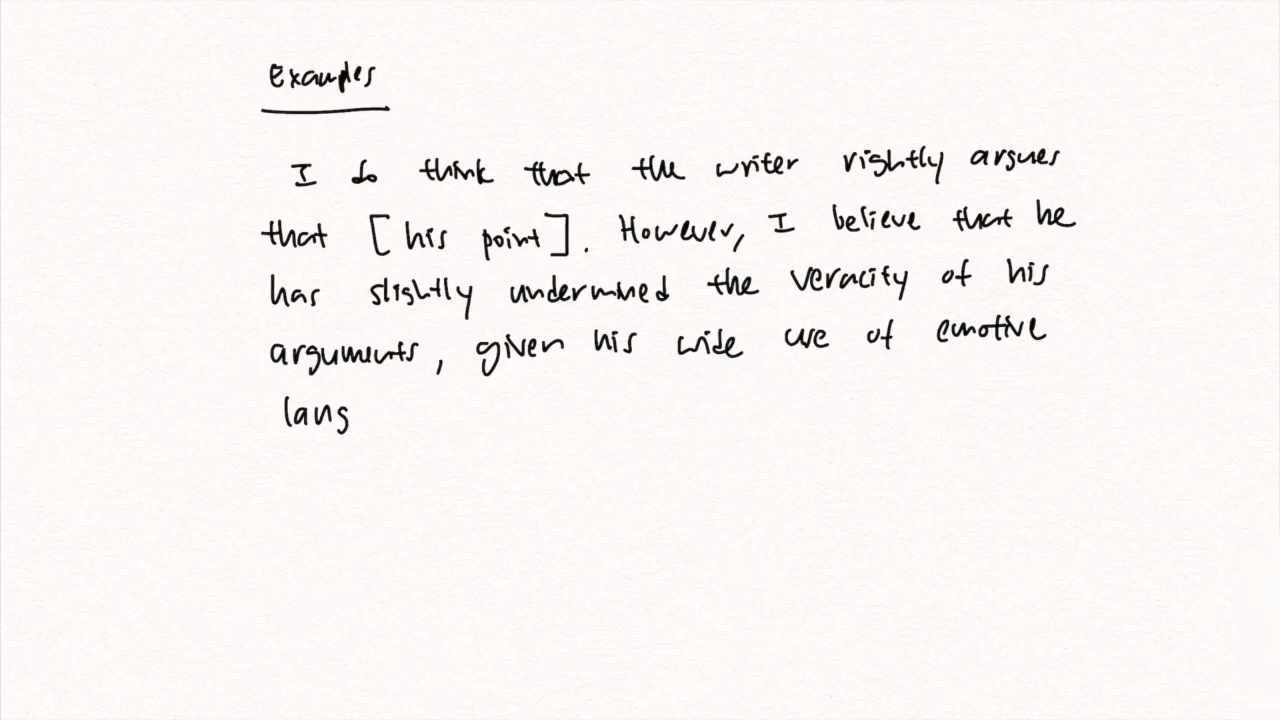 Examples
I do think that the writer rightly argues
that [his point]. However, I believe that he
has slightly undermined the veracity of his
arguments, given his wide use of emotive
lang